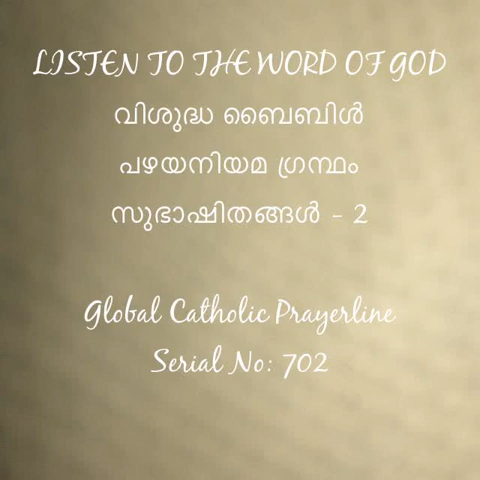 LISTEN TO THE WORD OF GOD
വിശുദ്ധ ബൈബിൾ
പഴയനിയമ ഗ്രന്ഥം
സുഭാഷിതങ്ങൾ - 2
Global Catholic Prayerline
Serial No: 702